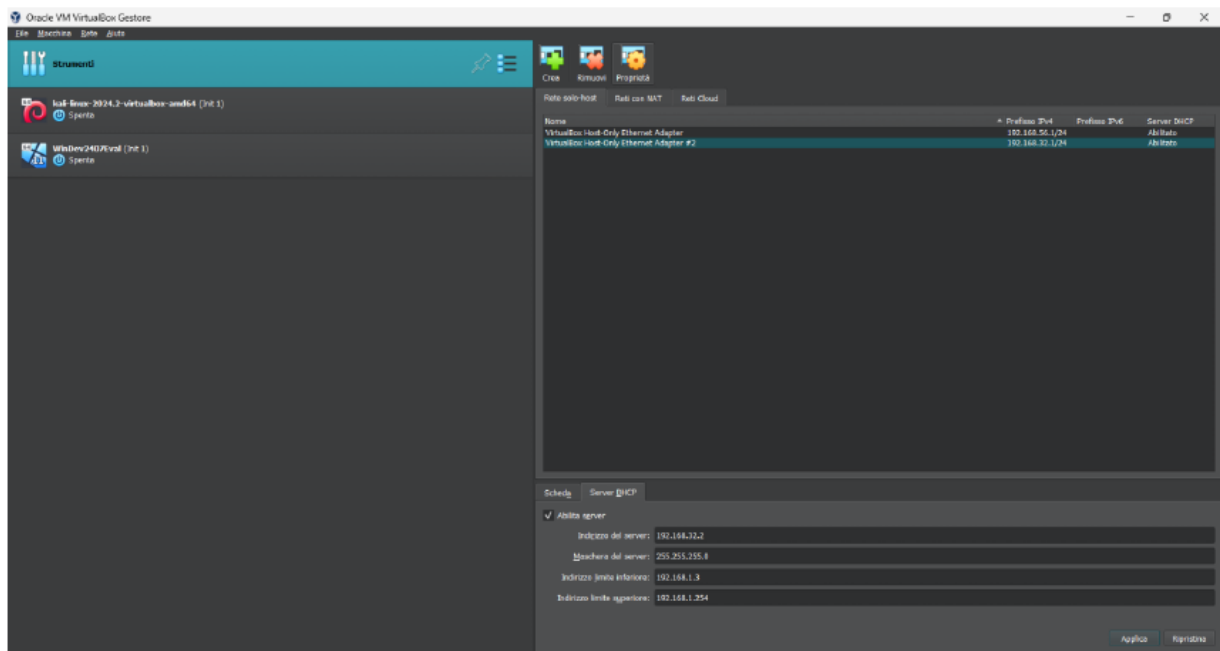 Oracle VM VirtualBox Gestore
File Macchina Rete Aiuto
Strumenti
kali-linux-2024.2-virtualbox-amd64 (Init 1)
Spenta
WinDev2407Eval (Init 1)
Spenta
Crea Rimuovi Proprietà
Rete solo-host Reti con NAT Reti Cloud
Nome Prefisso IPv4 Prefisso IPv6 Server DHCP
VirtualBox Host-Only Ethernet Adapter 192.168.56.1/24 Abilitato
VirtualBox Host-Only Ethernet Adapter #2 192.168.32.1/24 Abilitato
Scheda Server DHCP
Abilita server
Indirizzo del server: 192.168.32.2
Maschera del server: 255.255.255.0
Indirizzo limite inferiore: 192.168.1.3
Indirizzo limite superiore: 192.168.1.254
Applica Ripristina